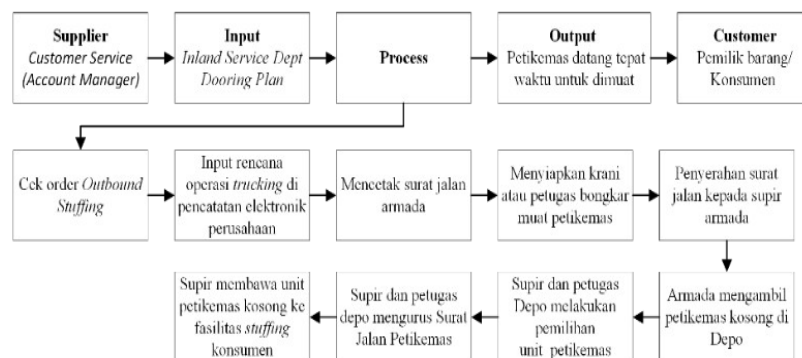 Supplier
Customer Service
(Account Manager)
Input
Inland Service Dept
Dooring Plan
Process
Output
Petikemas datang tepat
waktu untuk dimuat
Customer
Pemilik barang/
Konsumen
Cek order Outbound
Stuffing
Input rencana
operasi trucking di
pencatatan elektronik
perusahaan
Mencetak surat jalan
armada
Menyiapkan krani
atau petugas bongkar
muat petikemas
Penyerahan surat
jalan kepada supir
armada
Armada mengambil
petikemas kosong di
Depo
Supir dan petugas
Depo melakukan
pemilihan
unit petikemas
Supir dan petugas
depo mengurus Surat
Jalan Petikemas
Supir membawa unit
petikemas kosong ke
fasilitas stuffing
konsumen